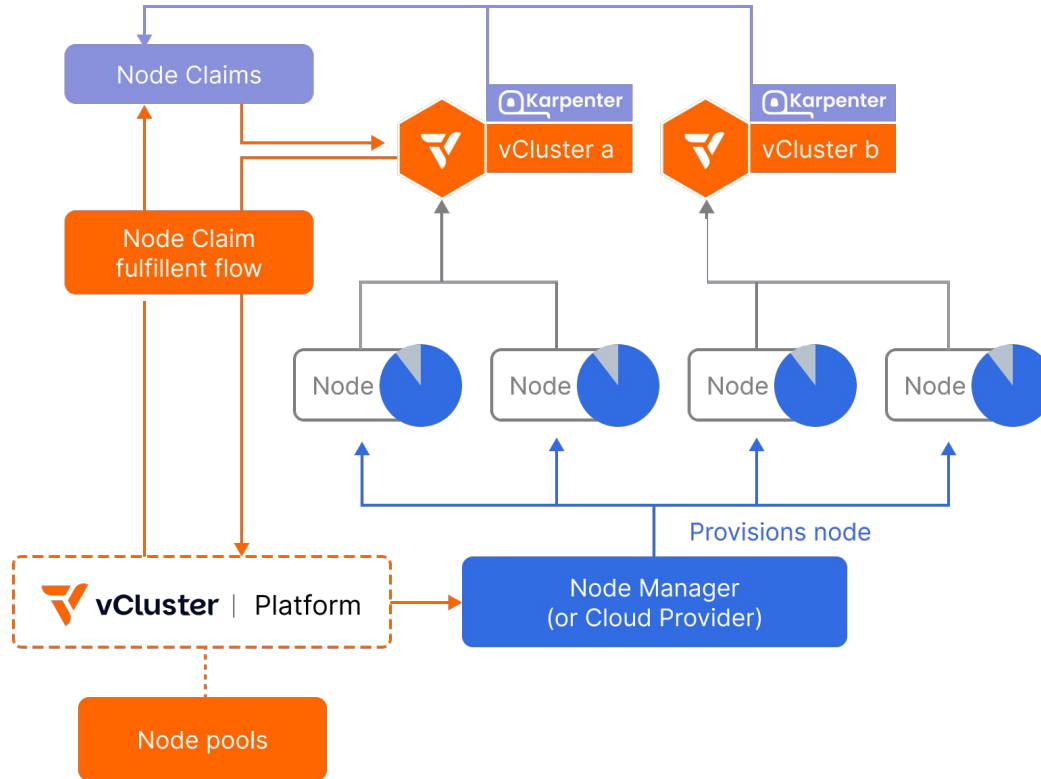 Node Claims
Karpenter
vCluster a
Karpenter
vCluster b
Node Claim
fulfillent flow
Node
Node
Node
Node
Provisions node
vCluster | Platform
Node Manager
(or Cloud Provider)
Node pools